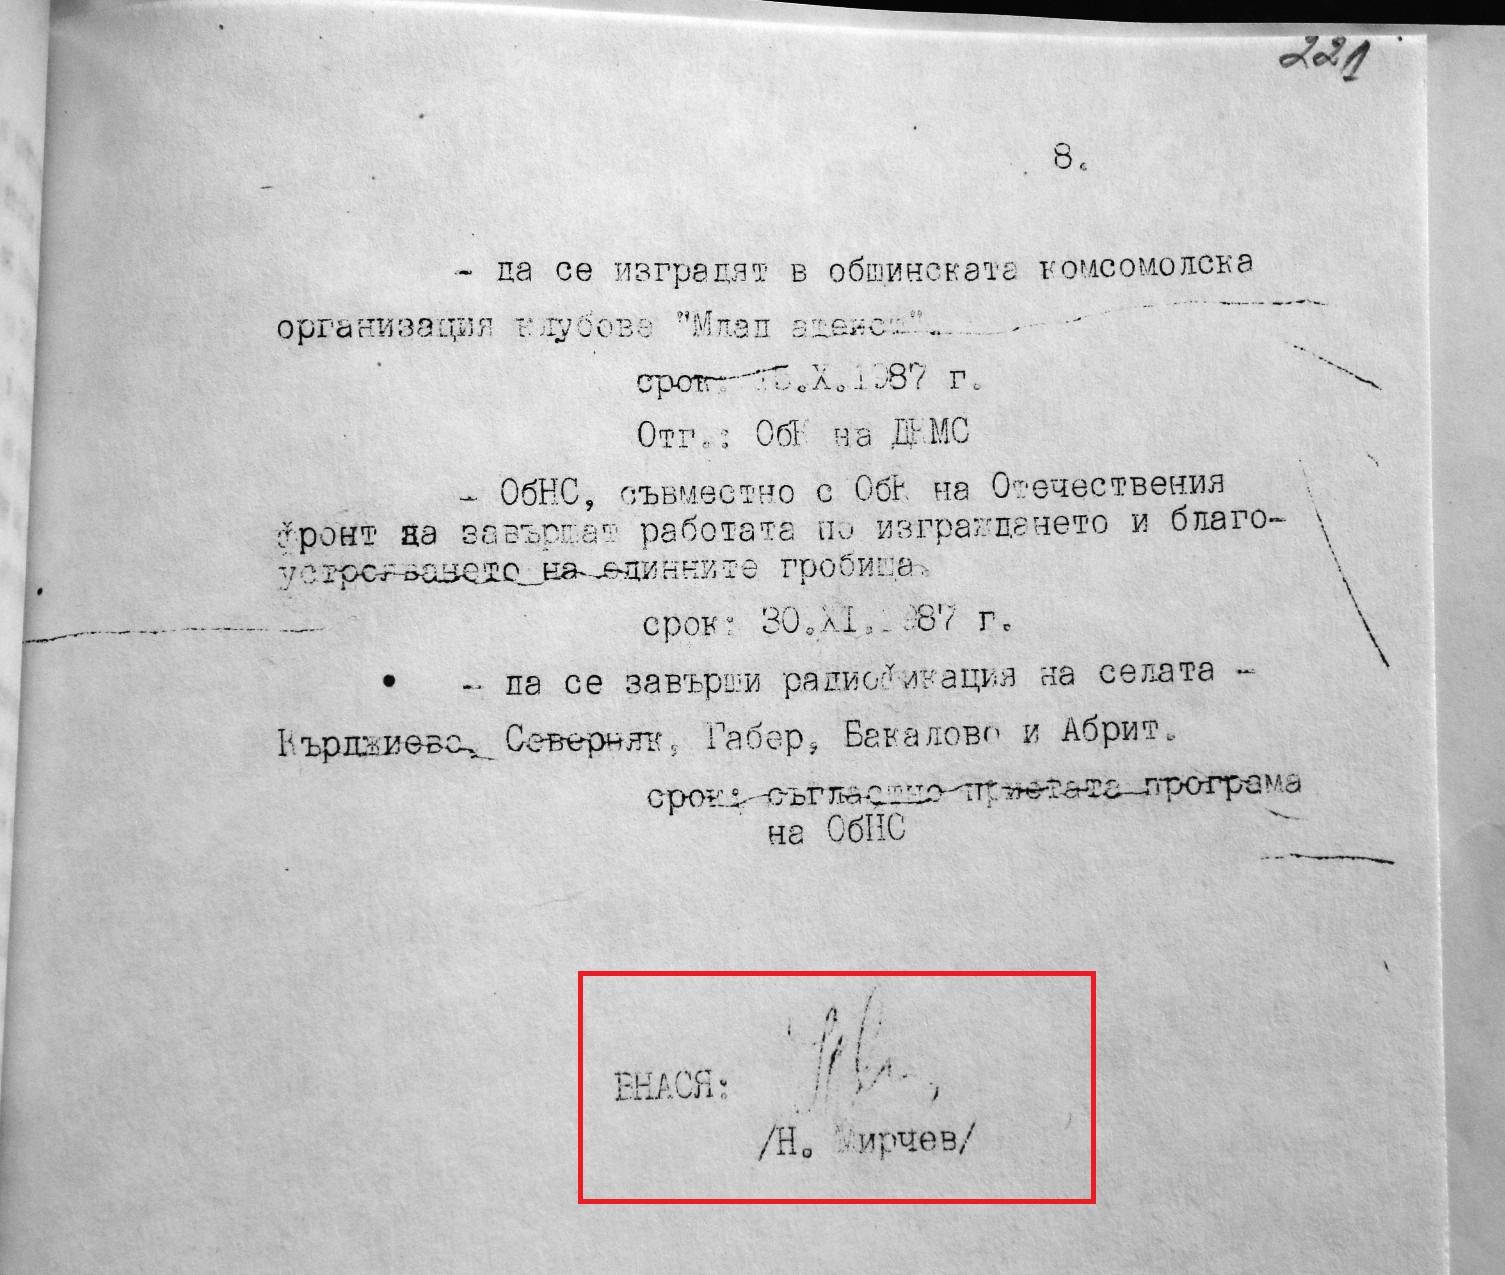 221
8.
- да се изградят в общинската комсомолска
организация клубове "Млад атеист".
срок: 15.X.1987 г.
Отг.: ОбК на ДКМС
- ОбНС, съвместно с ОбК на Отечествения
фронт да завършат работата по изграждането и благо-
устрояването на единните гробища.
срок: 30.XI.1987 г.
- да се завърши радиофикация на селата -
Кърджиево, Северняк, Габер, Бакалово и Абрит.
срок: съгластно приетата програма
на ОбНС
ВНАСЯ:
/Н. Мирчев/